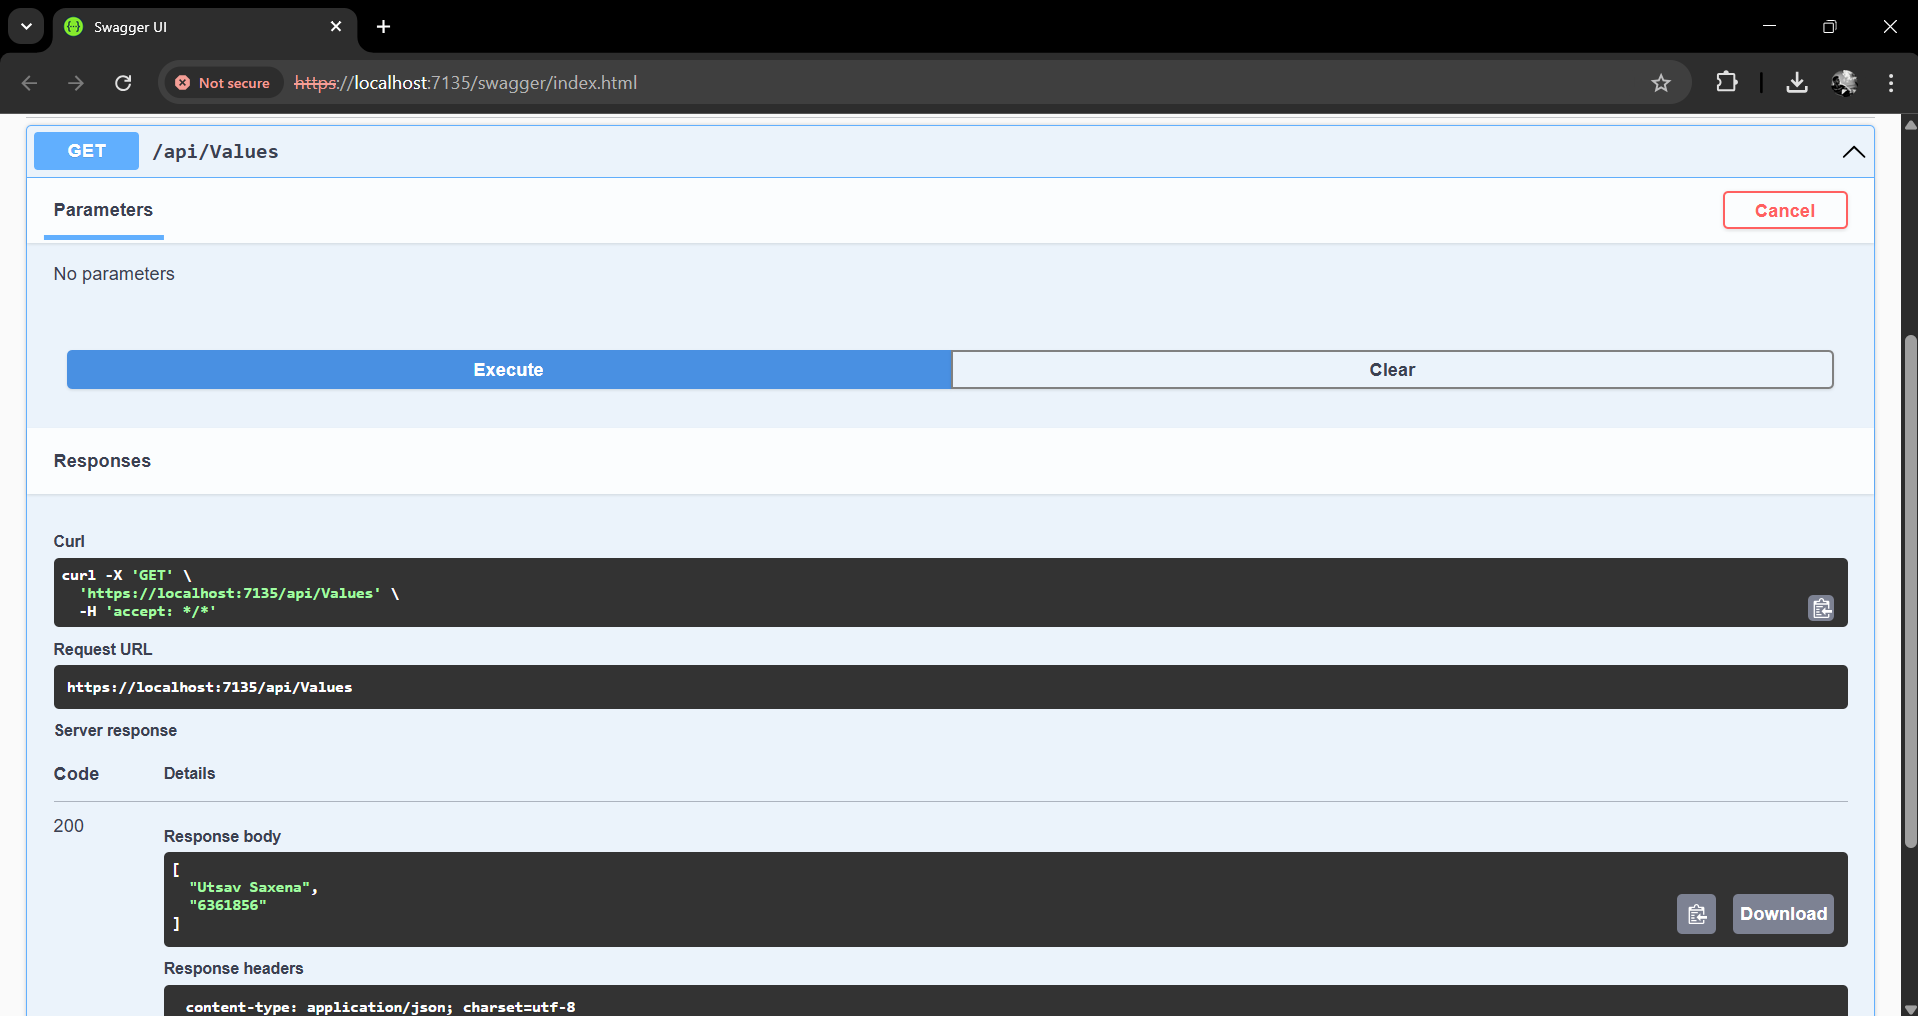 Swagger UI
Not secure https://localhost:7135/swagger/index.html
GET /api/Values
Parameters
Cancel
No parameters
Execute
Clear
Responses
Curl
curl -X 'GET' \
'https://localhost:7135/api/Values' \
-H 'accept: */*'
Request URL
https://localhost:7135/api/Values
Server response
Code Details
200
Response body
[
"Utsav Saxena",
"6361856"
]
Download
Response headers
content-type: application/json; charset=utf-8